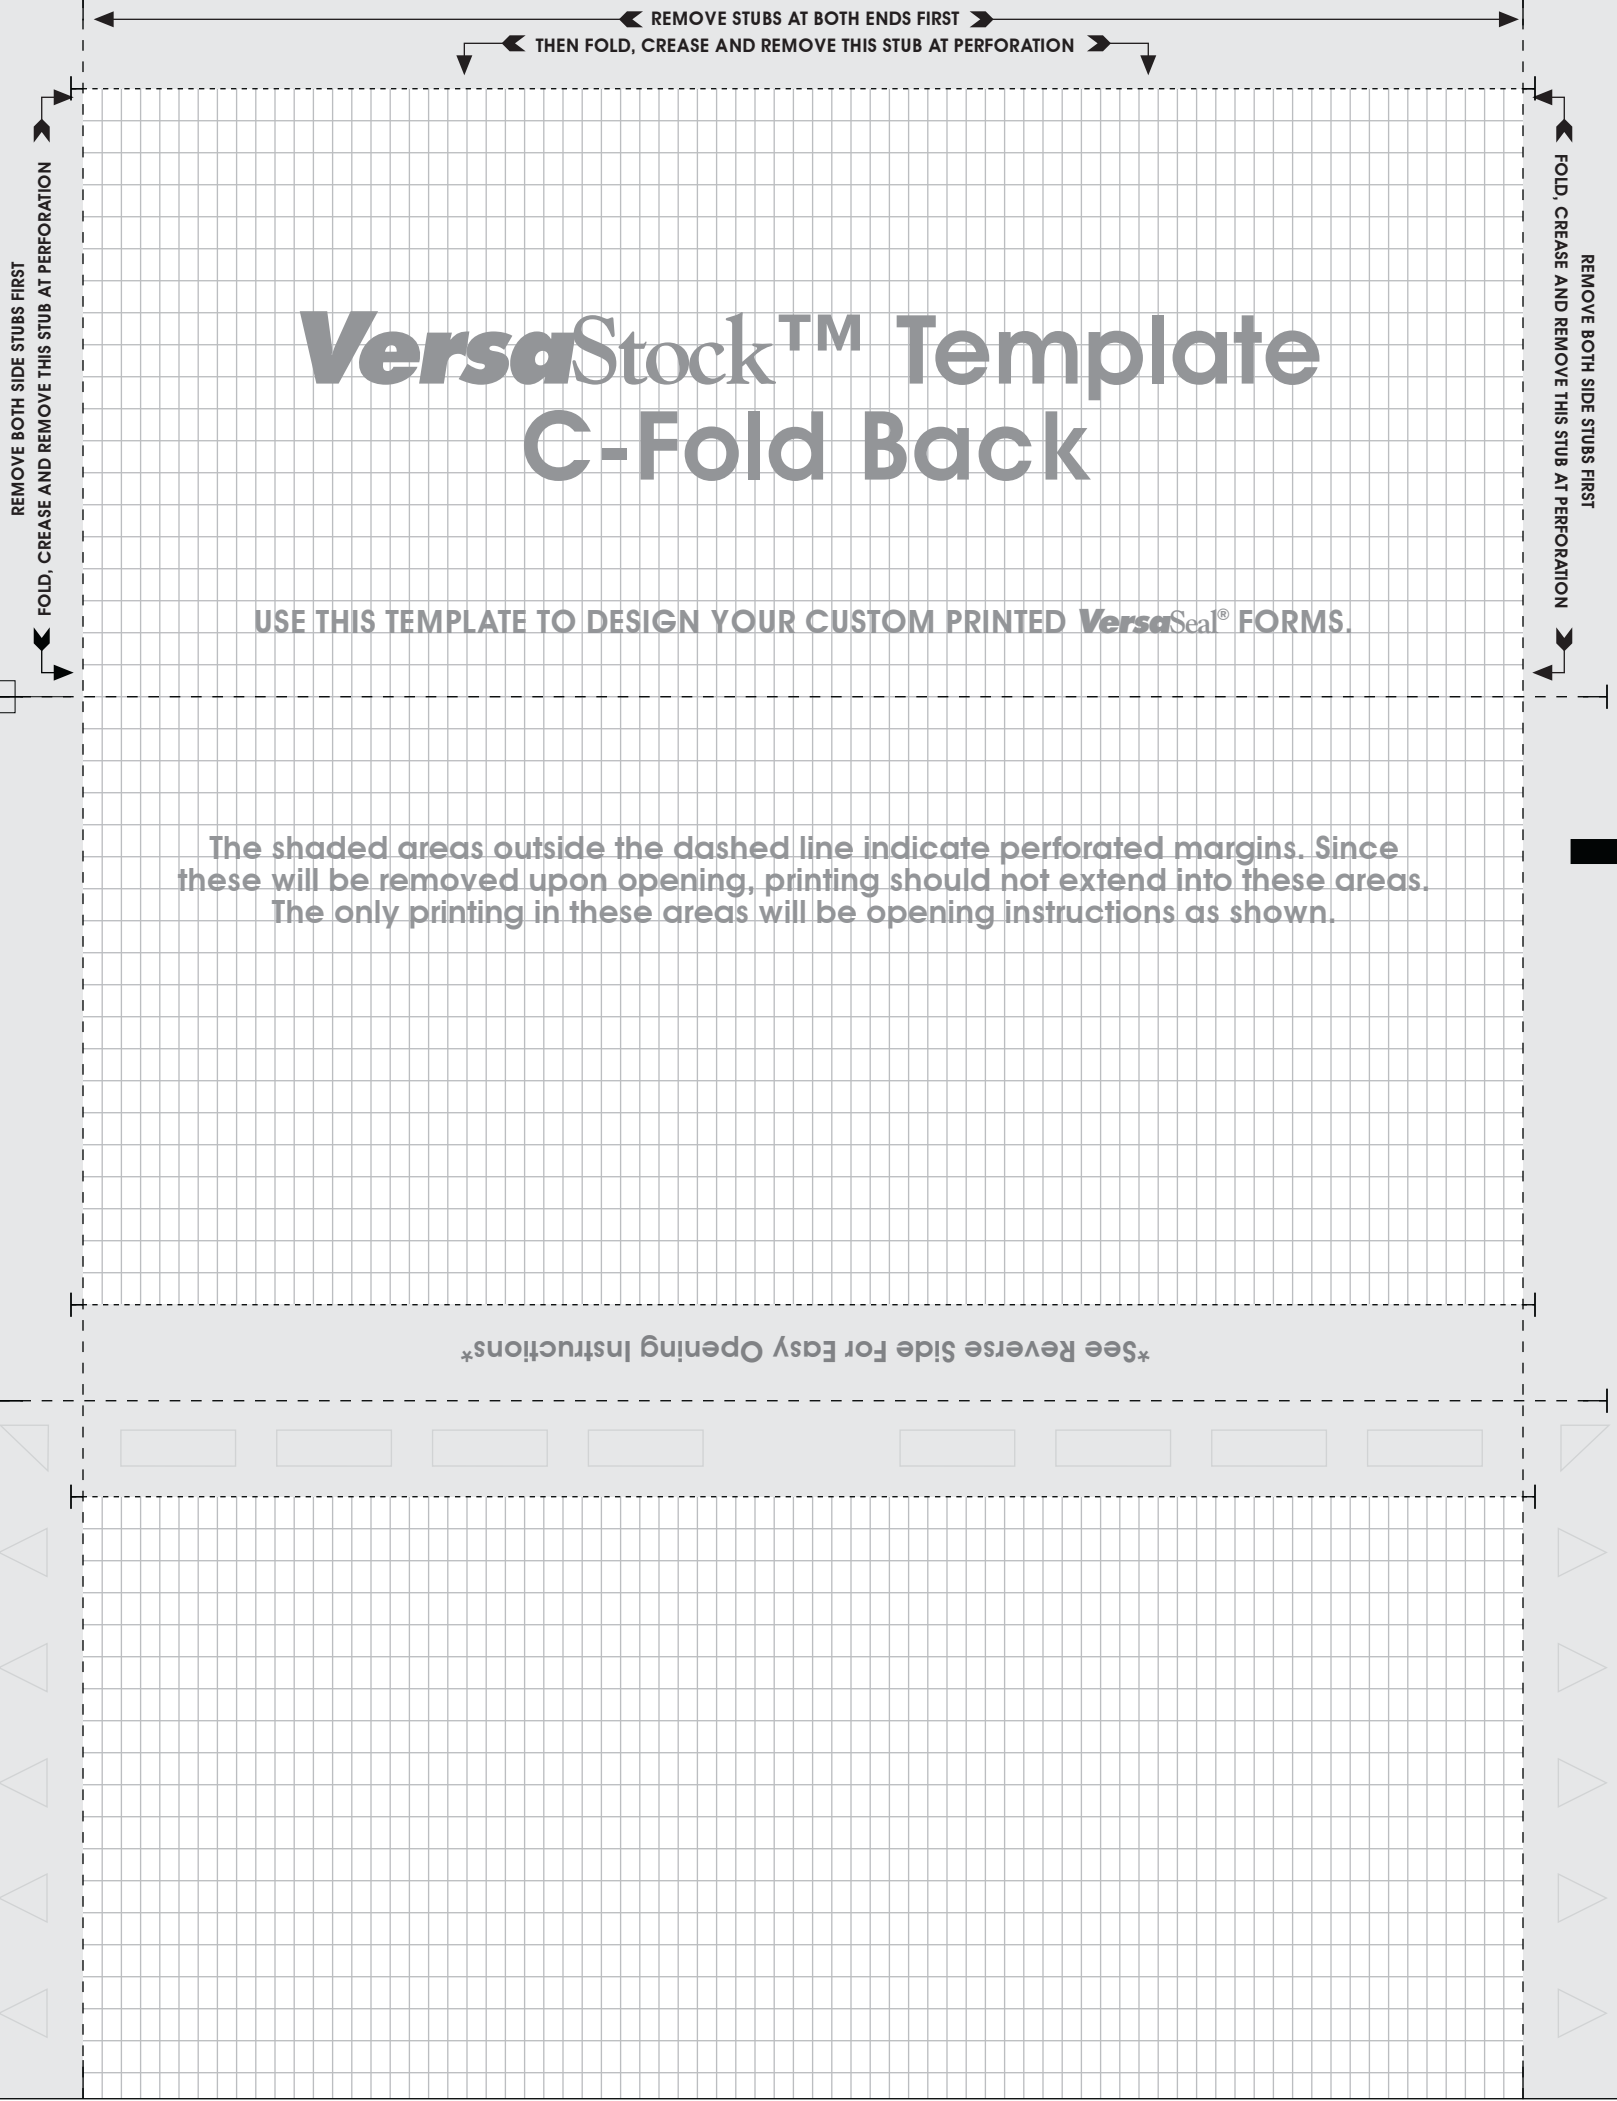 REMOVE STUBS AT BOTH ENDS FIRST
THEN FOLD, CREASE AND REMOVE THIS STUB AT PERFORATION
REMOVE BOTH SIDE STUBS FIRST
FOLD, CREASE AND REMOVE THIS STUB AT PERFORATION
REMOVE BOTH SIDE STUBS FIRST
FOLD, CREASE AND REMOVE THIS STUB AT PERFORATION
VersaStock™ Template
C-Fold Back
USE THIS TEMPLATE TO DESIGN YOUR CUSTOM PRINTED VersaSeal® FORMS.
The shaded areas outside the dashed line indicate perforated margins. Since
these will be removed upon opening, printing should not extend into these areas.
The only printing in these areas will be opening instructions as shown.
*See Reverse Side For Easy Opening Instructions*